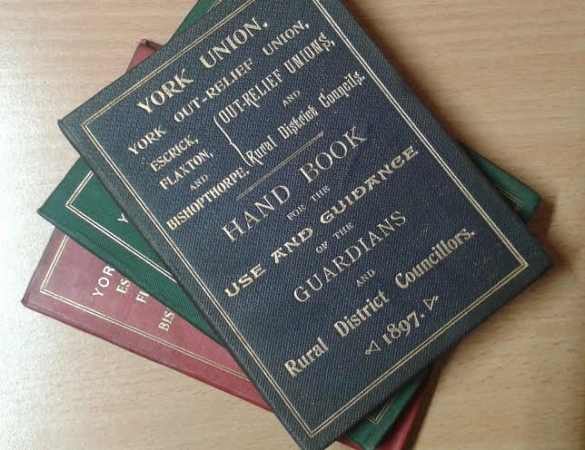 YORK UNION.
YORK OUT-RELIEF UNION,
ESCRICK,
FLAXTON,
AND
BISHOPTHORPE,
OUT-RELIEF UNIONS,
AND
Rural District Councils.
HAND BOOK
FOR THE
USE AND GUIDANCE
OF THE
GUARDIANS
AND
Rural District Councillors.
1897.
Y
YOR
ES
F
BIS